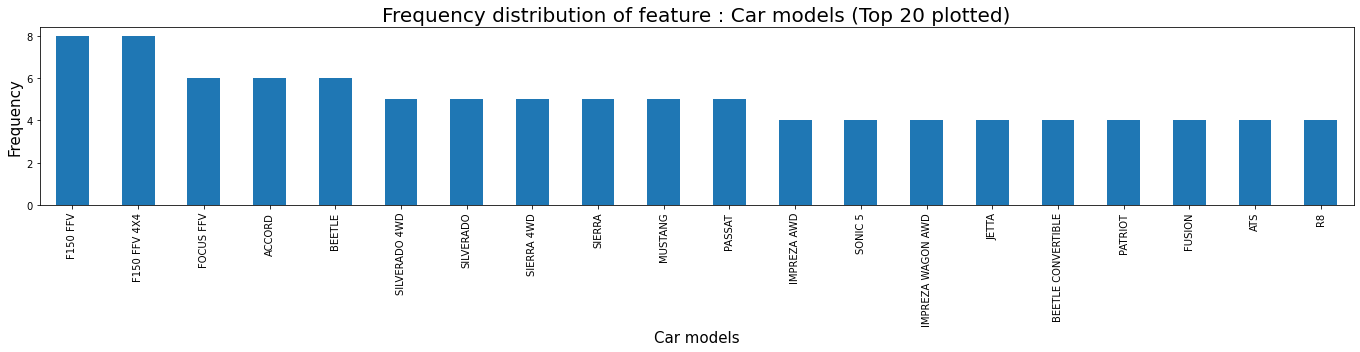 Frequency distribution of feature : Car models (Top 20 plotted)
Frequency
8
6
4
2
0
F150 FFV
F150 FFV 4X4
FOCUS FFV
ACCORD
BEETLE
SILVERADO 4WD
SILVERADO
SIERRA 4WD
SIERRA
MUSTANG
PASSAT
IMPREZA AWD
SONIC 5
IMPREZA WAGON AWD
JETTA
BEETLE CONVERTIBLE
PATRIOT
FUSION
ATS
R8
Car models